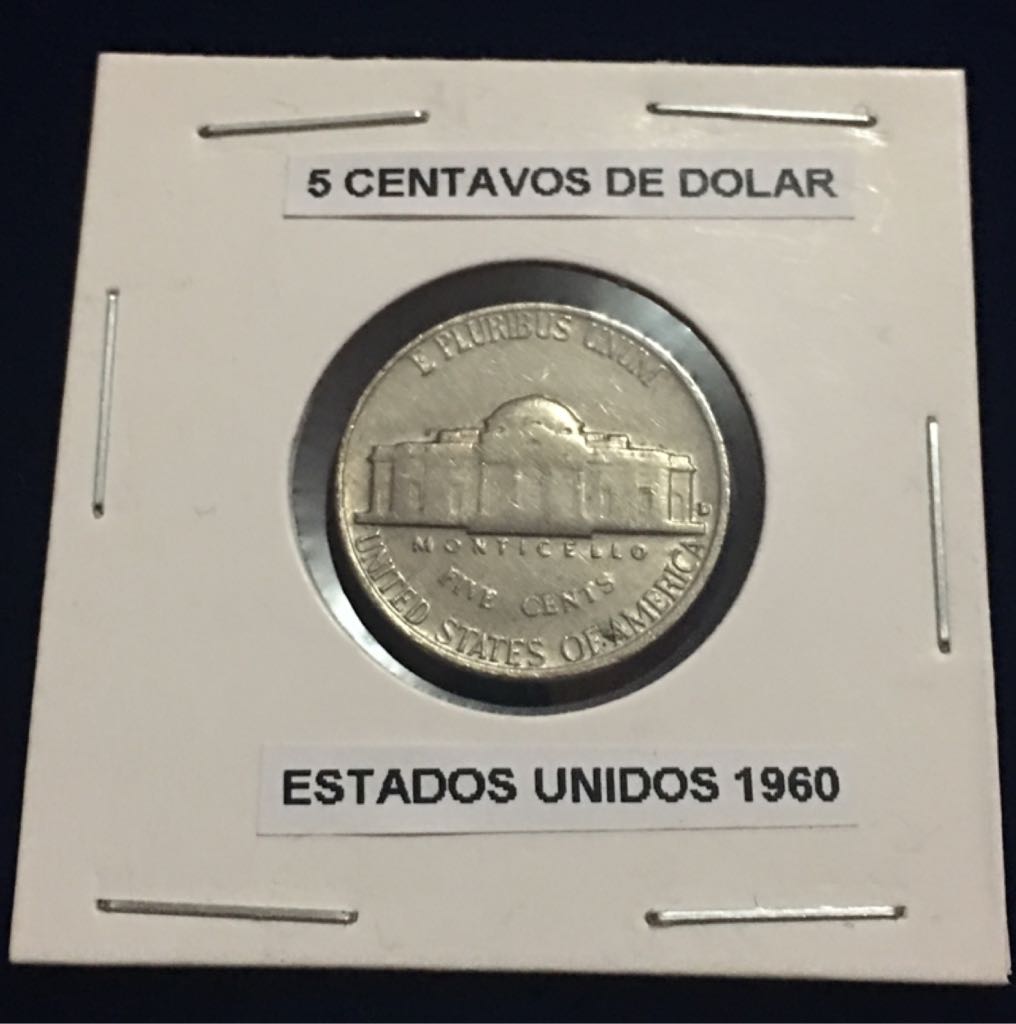 5 CENTAVOS DE DOLAR
E PLURIBUS UNUM
MONTICELLO
FIVE CENTS
UNITED STATES OF AMERICA
ESTADOS UNIDOS 1960